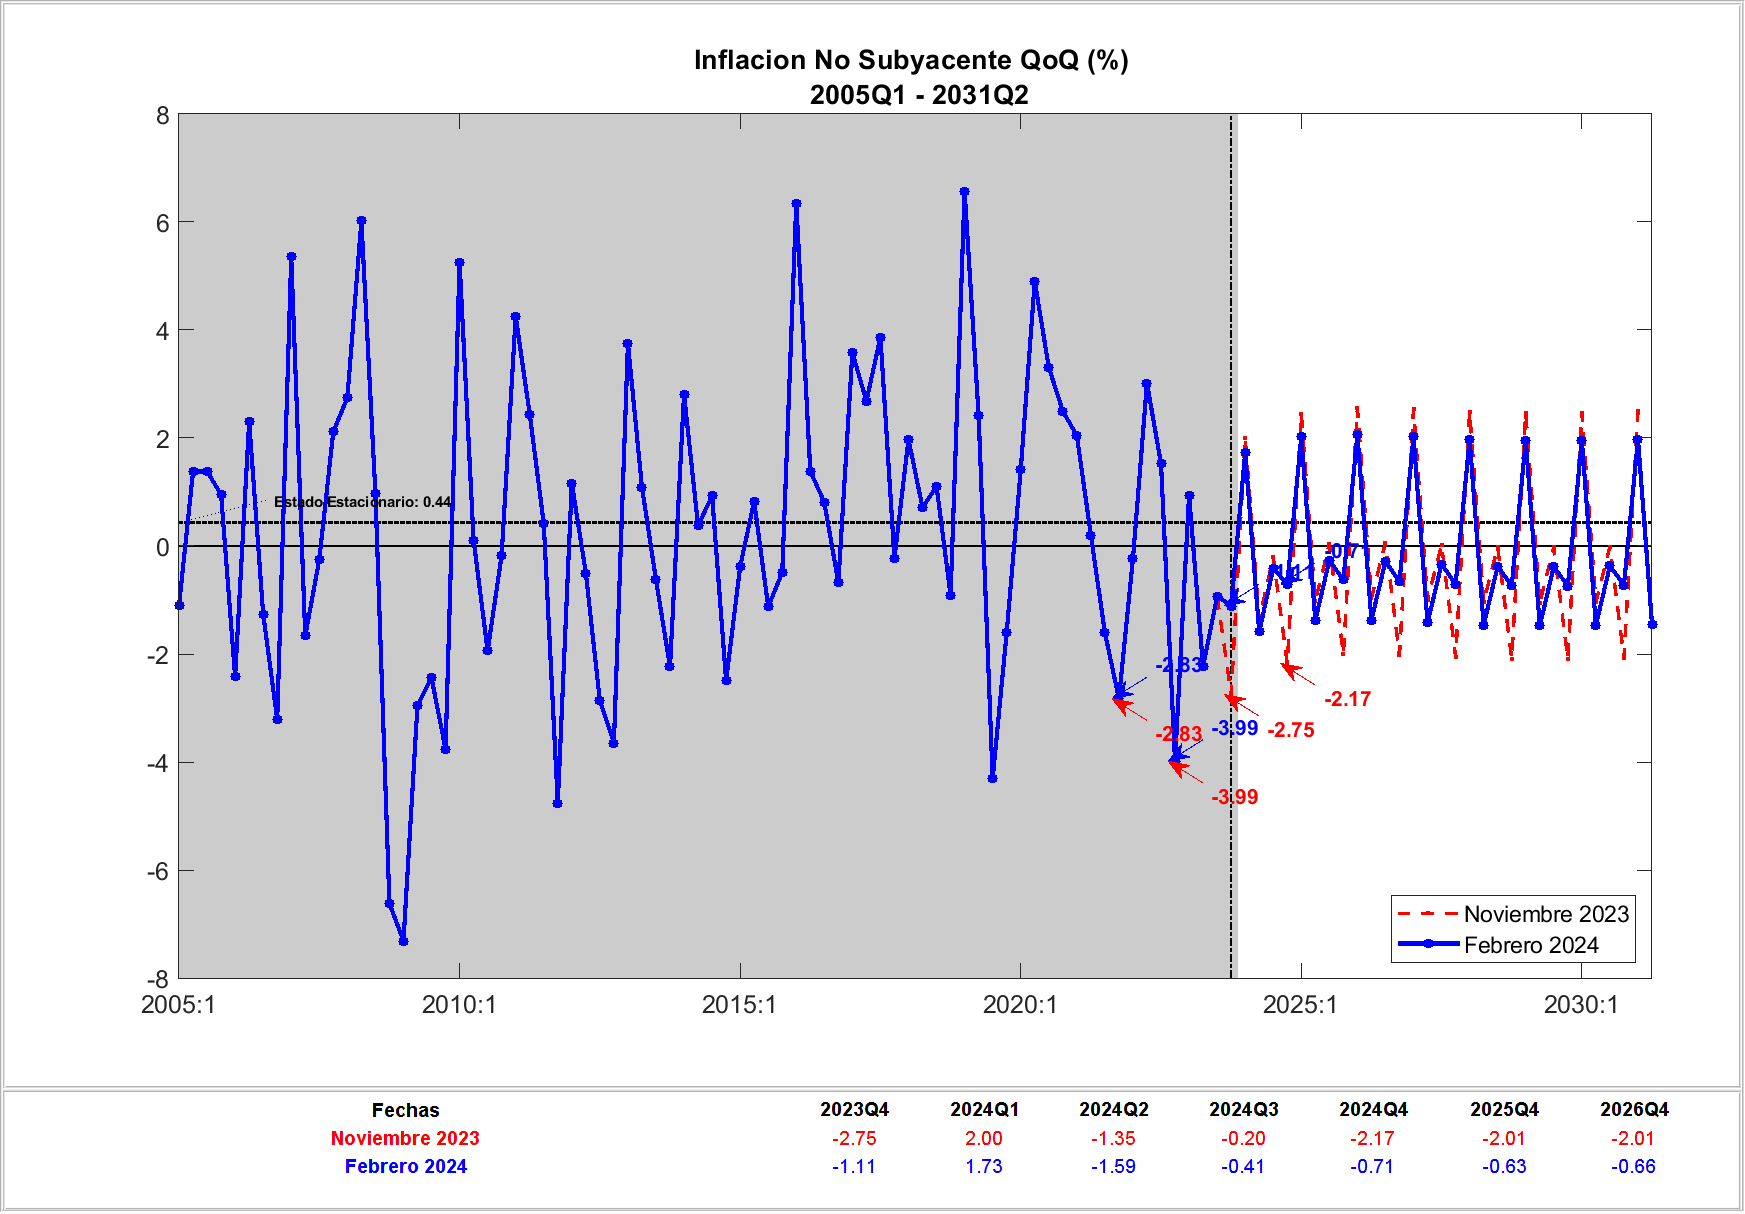 Inflacion No Subyacente QoQ (%)
2005Q1 - 2031Q2
8
6
4
2
0
-2
-4
-6
-8
Estado Estacionario: 0.44
-2.83
-2.83
-3.99
-3.99
-2.75
-2.17
2005:1 2010:1 2015:1 2020:1 2025:1 2030:1
Noviembre 2023
Febrero 2024
Fechas 2023Q4 2024Q1 2024Q2 2024Q3 2024Q4 2025Q4 2026Q4
Noviembre 2023 -2.75 2.00 -1.35 -0.20 -2.17 -2.01 -2.01
Febrero 2024 -1.11 1.73 -1.59 -0.41 -0.71 -0.63 -0.66